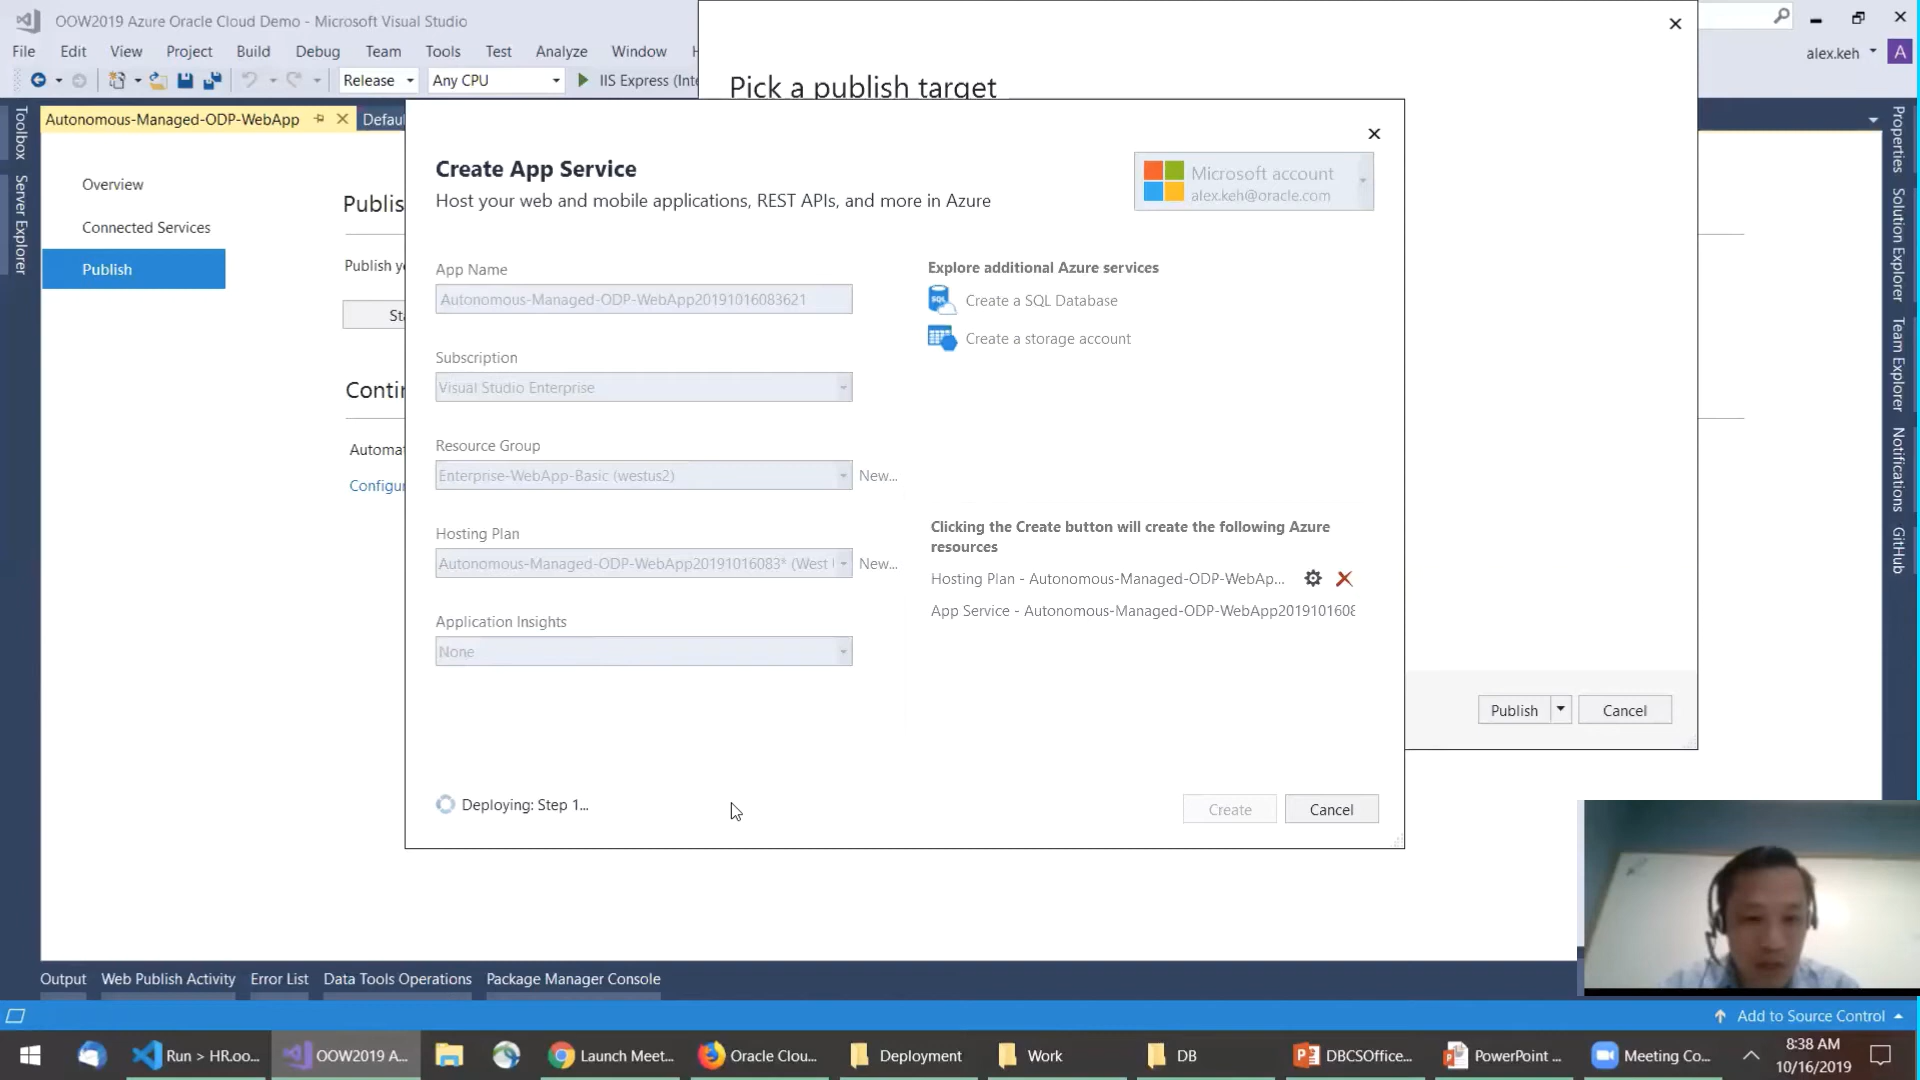 OOW2019 Azure Oracle Cloud Demo - Microsoft Visual Studio
File Edit View Project Build Debug Team Tools Test Analyze Window
alex.keh
A
Release
Any CPU
IIS Express (Inte
Pick a publish target
Autonomous-Managed-ODP-WebApp
Defau
Toolbox
Server Explorer
Overview
Connected Services
Publish
Publis
Publish y
Sta
Contin
Automat
Configur
Create App Service
Host your web and mobile applications, REST APIs, and more in Azure
Microsoft account
alex.keh@oracle.com
App Name
Autonomous-Managed-ODP-WebApp20191016083621
Subscription
Visual Studio Enterprise
Resource Group
Enterprise-WebApp-Basic (westus2)
New...
Hosting Plan
Autonomous-Managed-ODP-WebApp20191016083* (West
New...
Application Insights
None
Explore additional Azure services
SQL
Create a SQL Database
Create a storage account
Clicking the Create button will create the following Azure
resources
Hosting Plan - Autonomous-Managed-ODP-WebAp...
App Service - Autonomous-Managed-ODP-WebApp2019101608
Deploying: Step 1...
Create
Cancel
Publish
Cancel
Properties
Solution Explorer
Team Explorer
Notifications
GitHub
Output Web Publish Activity Error List Data Tools Operations Package Manager Console
Add to Source Control
Run > HR.oo...
OOW2019 A...
Launch Meet...
Oracle Clou...
Deployment
Work
DB
DBCSOffice...
PowerPoint ...
Meeting Co...
8:38 AM
10/16/2019